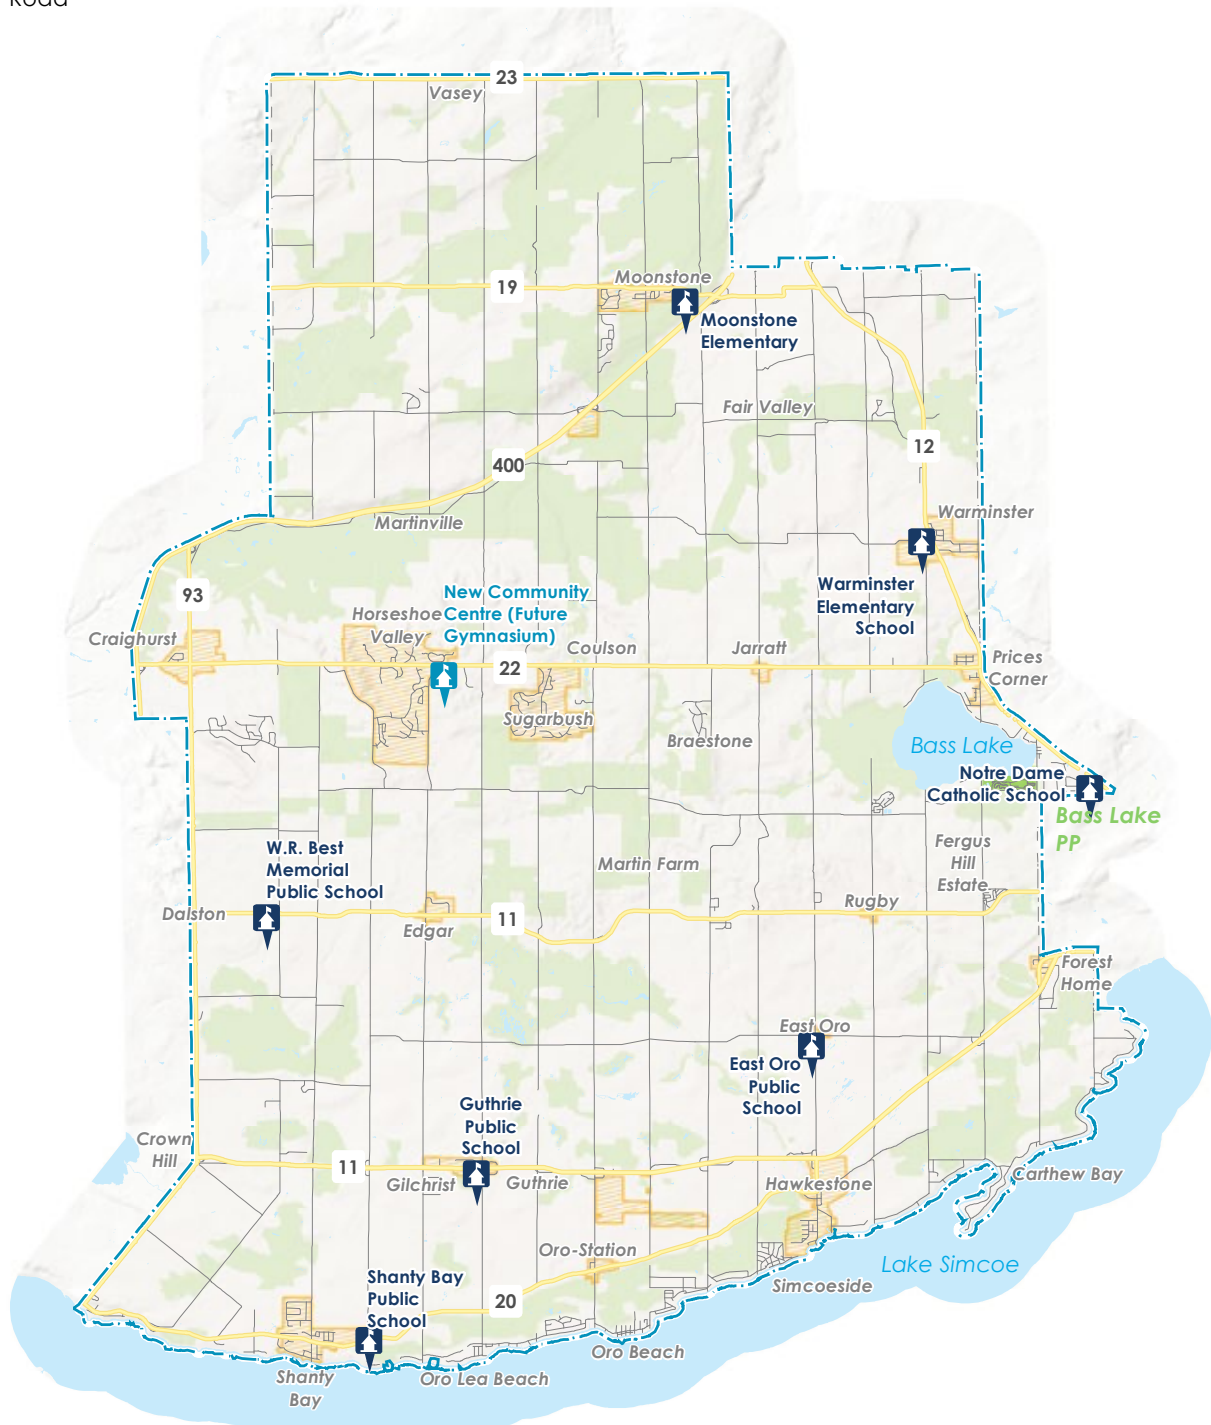 Road
23
Vasey
Moonstone
19
Moonstone
Elementary
Fair Valley
12
400
Warminster
Martinville
Warminster
Elementary
School
93
New Community
Centre (Future
Gymnasium)
Horseshoe
Valley
Craighurst
Coulson
Jarratt
22
Prices
Corner
Sugarbush
Braestone
Bass Lake
Notre Dame
Catholic School
Bass Lake
PP
W.R. Best
Memorial
Public School
Martin Farm
Fergus
Hill
Estate
Dalston
Rugby
11
Edgar
Forest
Home
East Oro
East Oro
Public
School
Guthrie
Public
School
Crown
Hill
11
Gilchrist
Guthrie
Hawkestone
Carthew Bay
Oro-Station
Lake Simcoe
Simcoeside
Shanty Bay
Public
School
20
Oro Beach
Shanty
Bay
Oro Lea Beach